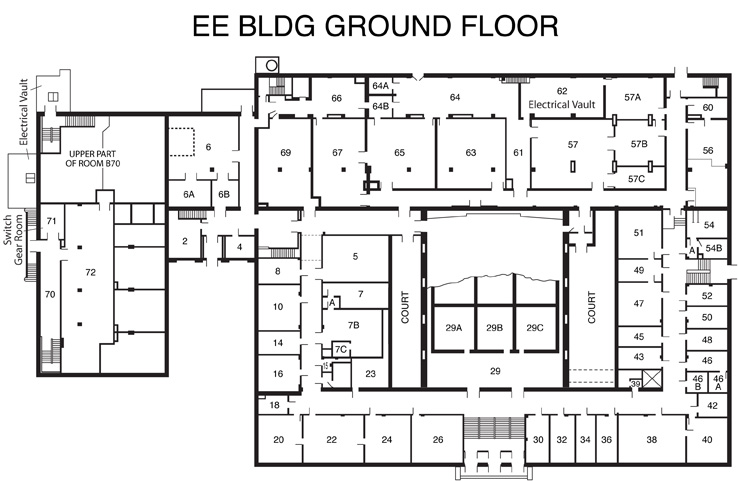 EE BLDG GROUND FLOOR
Electrical Vault
Switch
Gear Room
UPPER PART
OF ROOM B70
6
6A
6B
2
4
71
70
72
66
64A
64B
64
62
Electrical Vault
57A
60
69
67
65
63
61
57
57B
57C
56
5
8
7
A
10
7B
7C
14
15
16
23
18
20
22
24
26
COURT
29A
29B
29C
29
COURT
51
49
47
45
43
39
54
A
54B
52
50
48
46
46
B
46
A
42
40
30
32
34
36
38